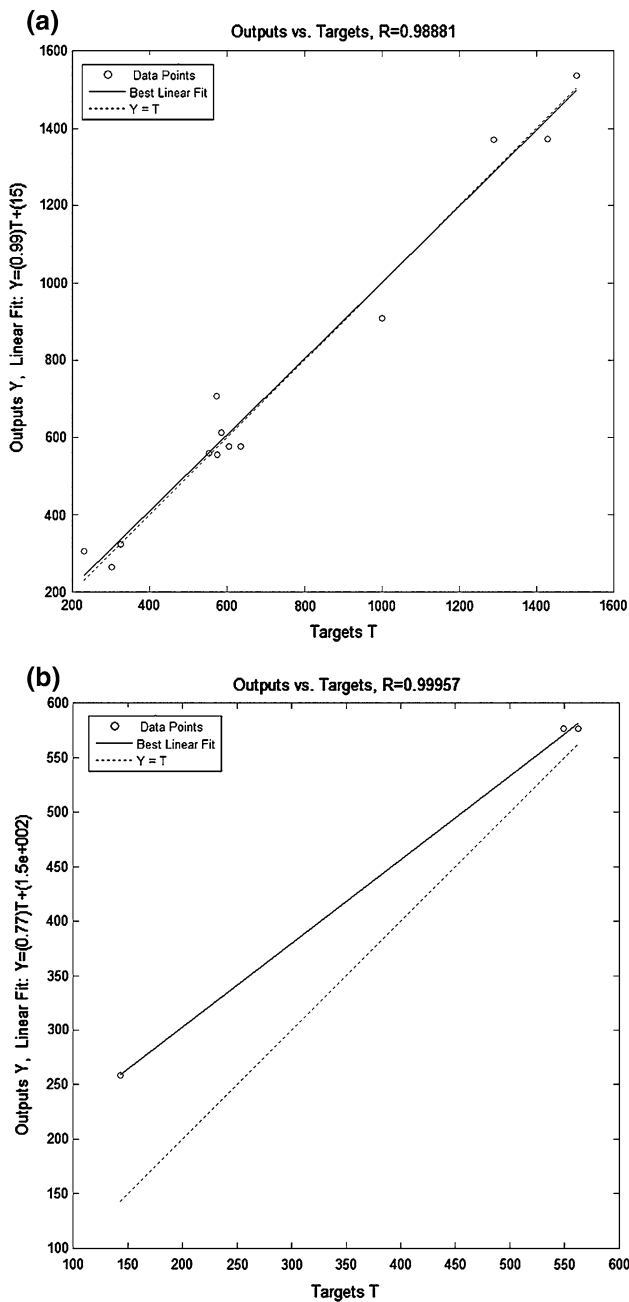 (a)
Outputs vs. Targets, R=0.98881
Data Points
Best Linear Fit
Y = T
Outputs Y, Linear Fit: Y=(0.99)T+(15)
1600
1400
1200
1000
800
600
400
200
200 400 600 800 1000 1200 1400 1600
Targets T
(b)
Outputs vs. Targets, R=0.99957
Data Points
Best Linear Fit
Y = T
Outputs Y, Linear Fit: Y=(0.77)T+(1.5e+002)
600
550
500
450
400
350
300
250
200
150
100
100 150 200 250 300 350 400 450 500 550 600
Targets T